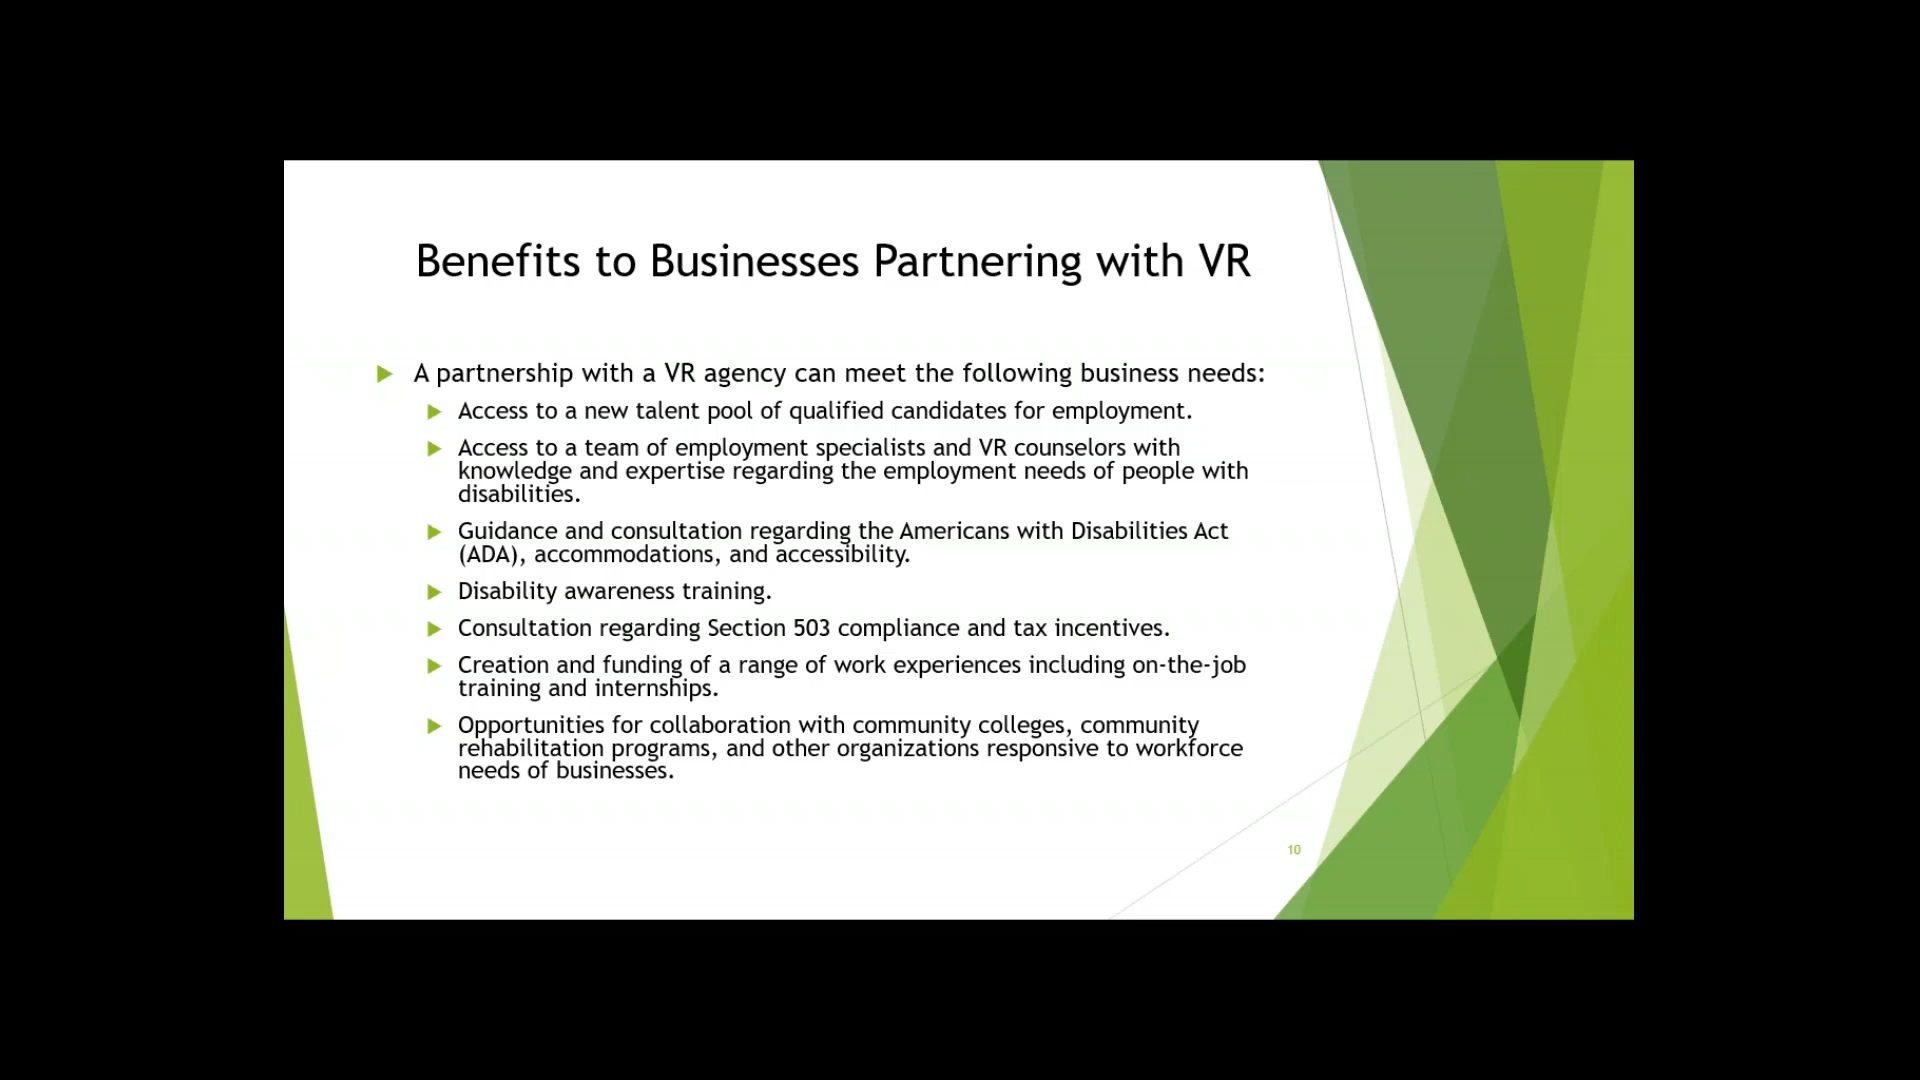 Benefits to Businesses Partnering with VR
A partnership with a VR agency can meet the following business needs:
Access to a new talent pool of qualified candidates for employment.
Access to a team of employment specialists and VR counselors with
knowledge and expertise regarding the employment needs of people with
disabilities.
Guidance and consultation regarding the Americans with Disabilities Act
(ADA), accommodations, and accessibility.
Disability awareness training.
Consultation regarding Section 503 compliance and tax incentives.
Creation and funding of a range of work experiences including on-the-job
training and internships.
Opportunities for collaboration with community colleges, community
rehabilitation programs, and other organizations responsive to workforce
needs of businesses.
10